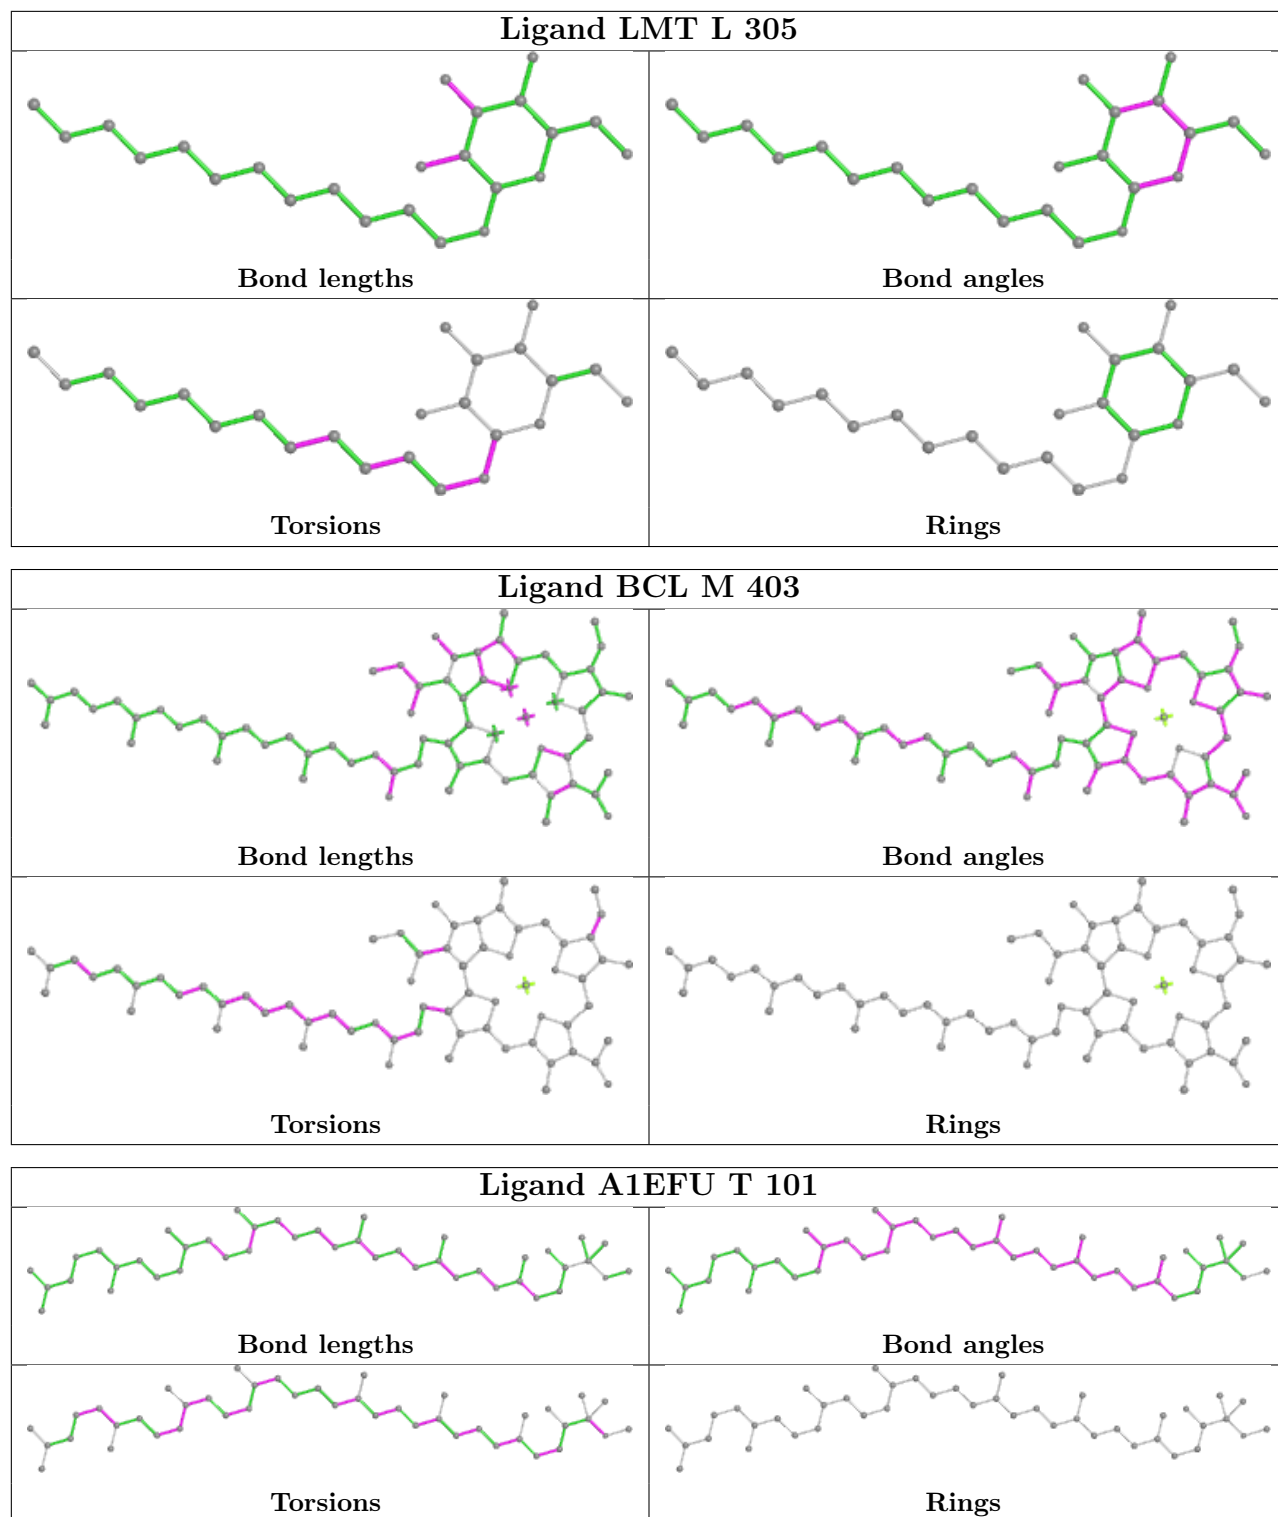 Ligand LMT L 305
Bond lengths
Bond angles
Torsions
Rings
Ligand BCL M 403
Bond lengths
Bond angles
Torsions
Rings
Ligand A1EFU T 101
Bond lengths
Bond angles
Torsions
Rings